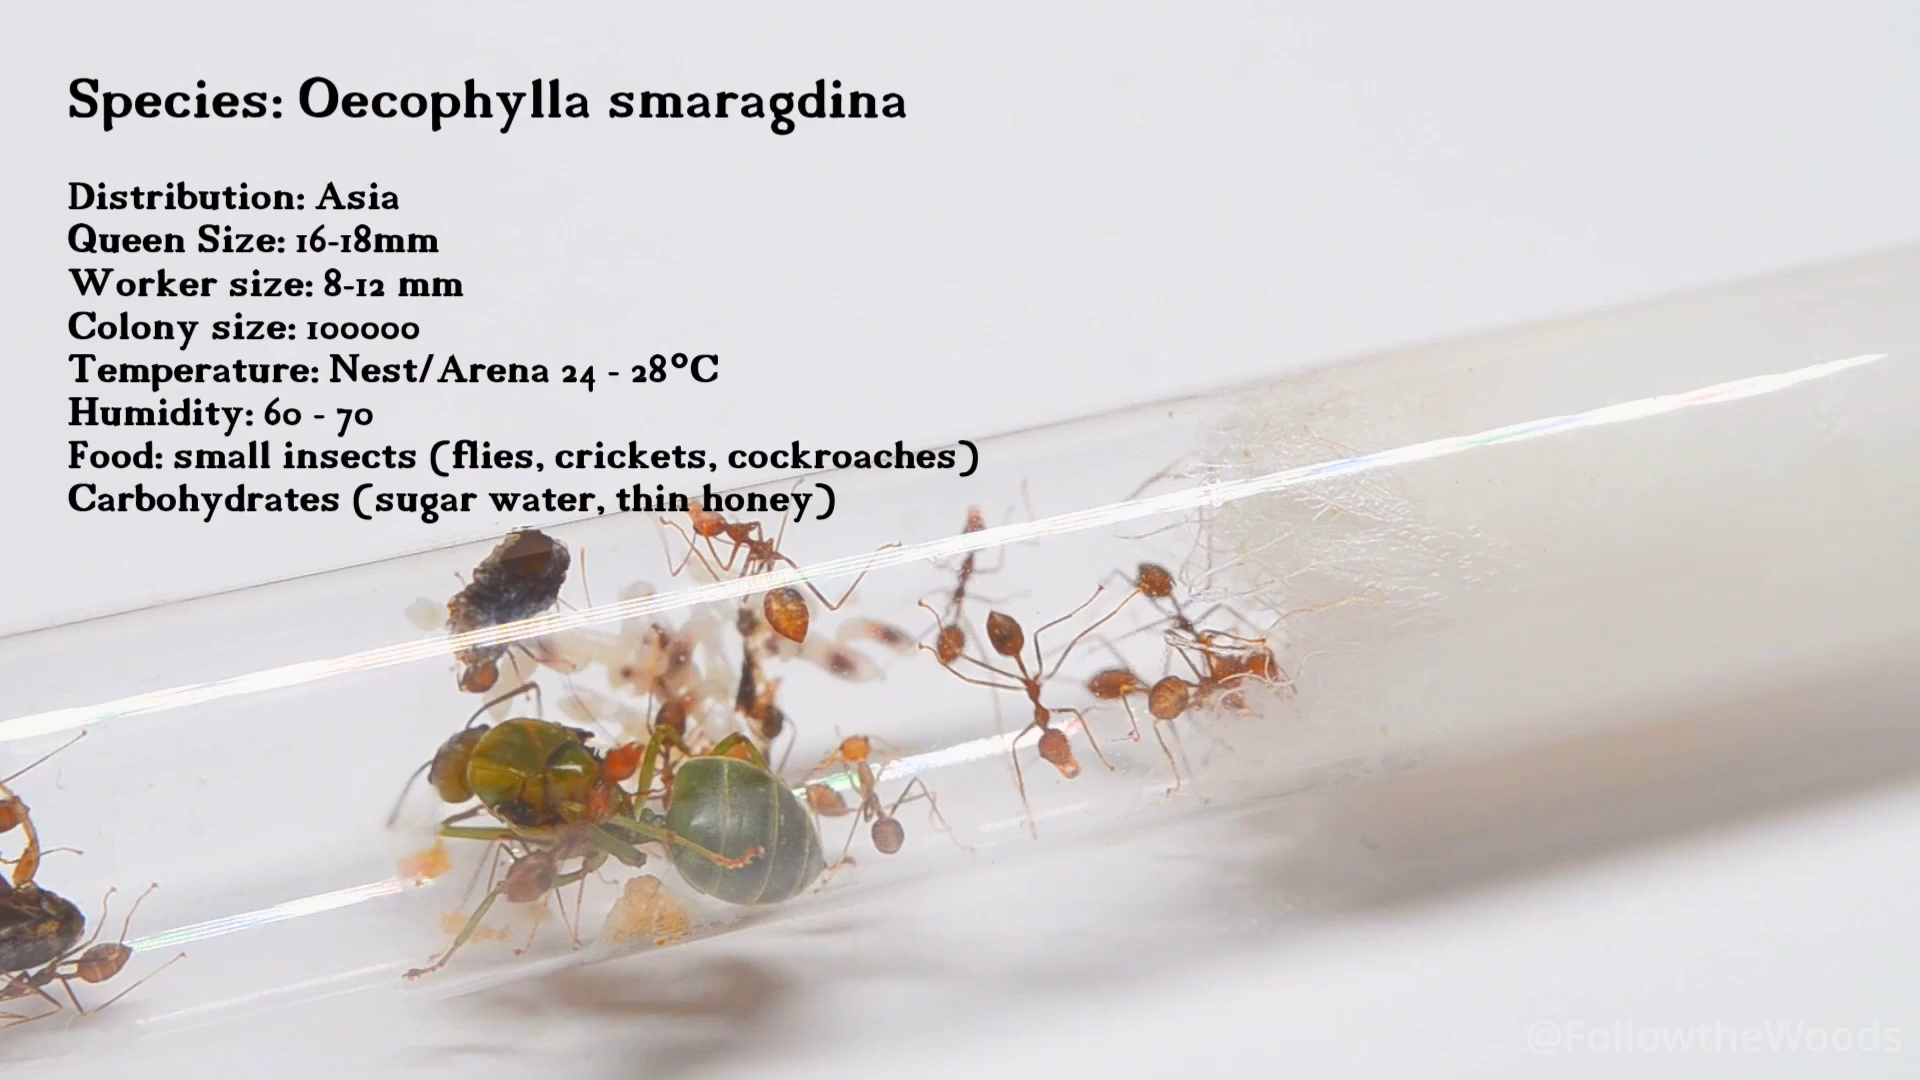 Species: Oecophylla smaragdina
Distribution: Asia
Queen Size: 16-18mm
Worker size: 8-12 mm
Colony size: 100000
Temperature: Nest/Arena 24 - 28°C
Humidity: 60 - 70
Food: small insects (flies, crickets, cockroaches)
Carbohydrates (sugar water, thin honey)
@FollowtheWoods